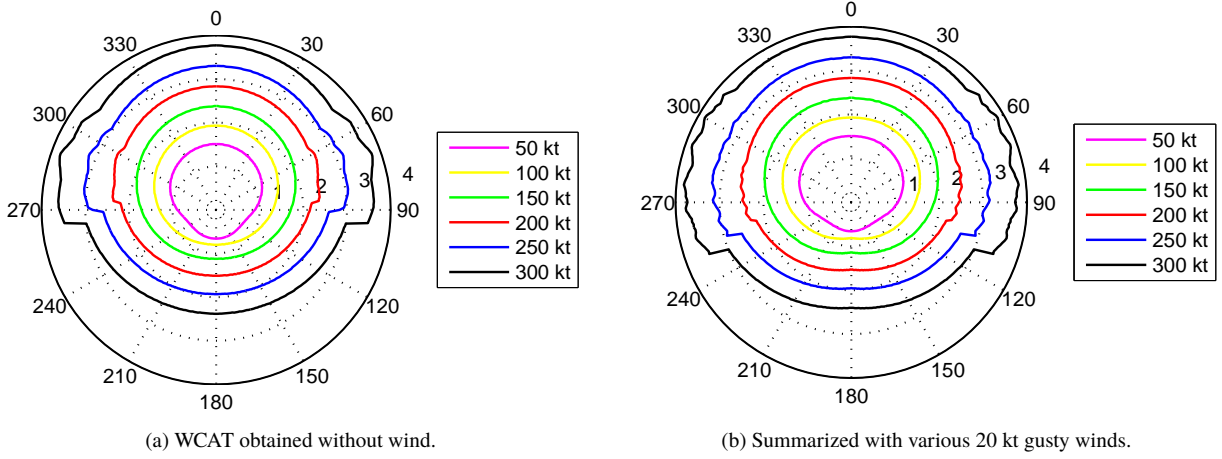 0
30
60
90
120
150
180
210
240
270
300
330
1
2
3
4
50 kt
100 kt
150 kt
200 kt
250 kt
300 kt
(a) WCAT obtained without wind.
0
30
60
90
120
150
180
210
240
270
300
330
1
2
3
4
50 kt
100 kt
150 kt
200 kt
250 kt
300 kt
(b) Summarized with various 20 kt gusty winds.